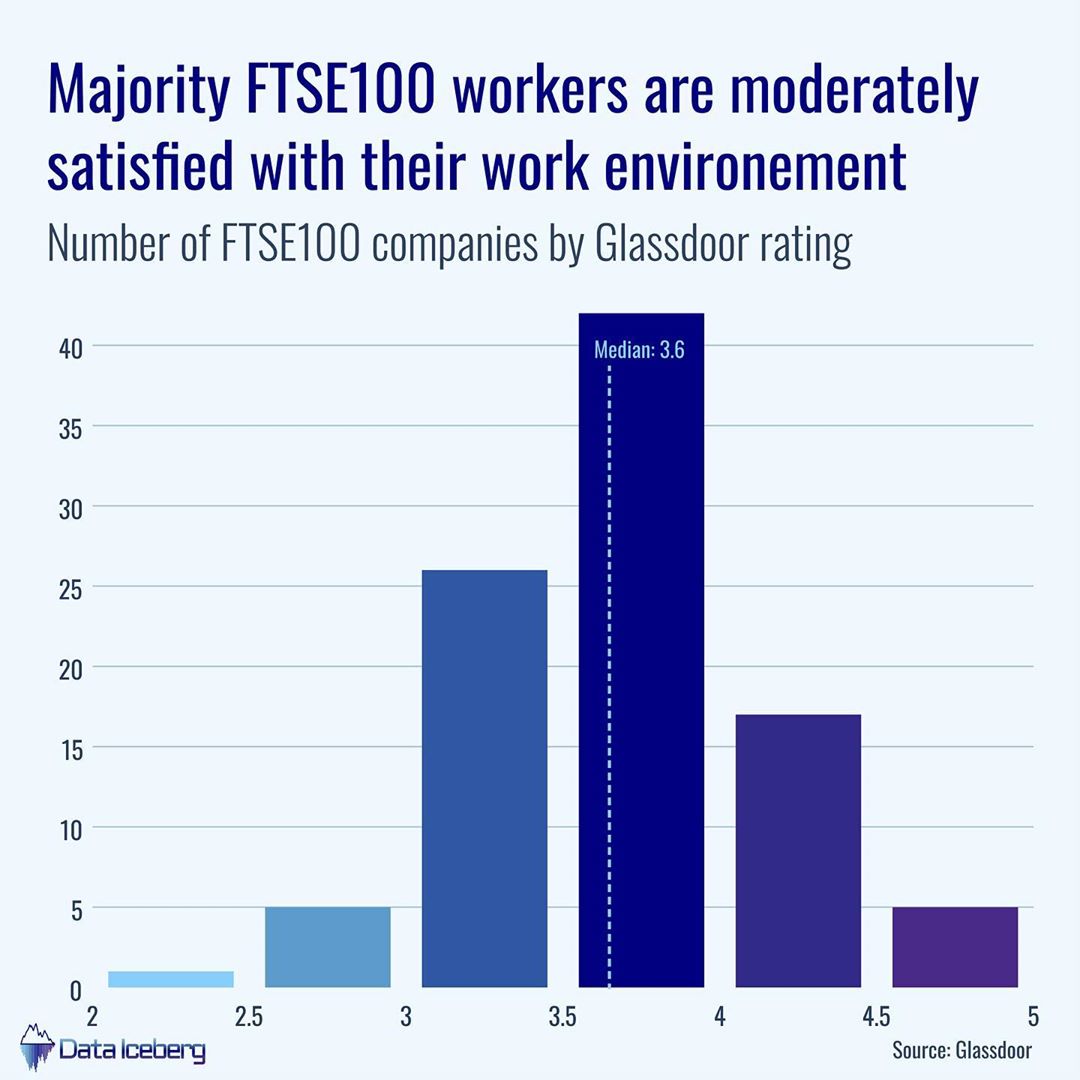 Majority FTSE100 workers are moderately
satisfied with their work environement
Number of FTSE100 companies by Glassdoor rating
40
Median: 3.6
35
30
25
20
15
10
5
0
2 2.5 3 3.5 4 4.5 5
Data Iceberg
Source: Glassdoor